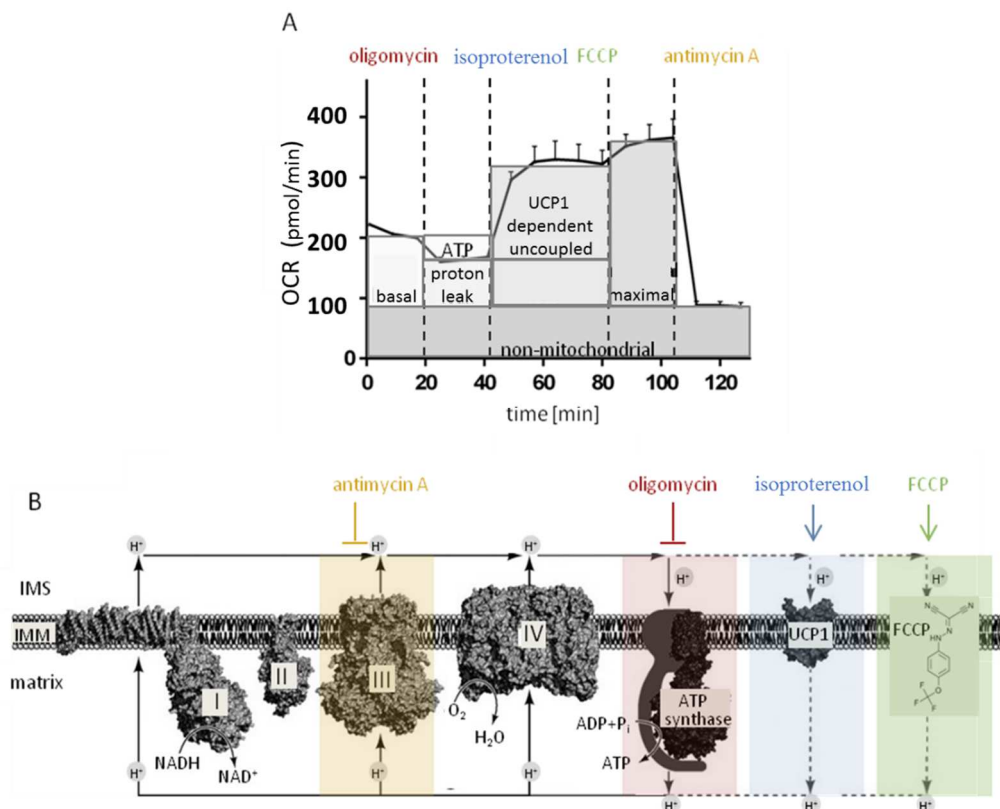 A
oligomycin isoproterenol FCCP antimycin A
OCR (pmol/min)
400
300
200
100
0
UCP1
dependent
uncoupled
ATP
proton
leak
basal
maximal
non-mitochondrial
0 20 40 60 80 100 120
time [min]
B
antimycin A oligomycin isoproterenol FCCP
H⁺ H⁺ H⁺
H⁺ H⁺ H⁺
IMS
IMM
matrix
I
II
III
IV
UCP1
FCCP
N N
N
HN
O
F F
F
ATP
synthase
O₂
H₂O
ADP+Pᵢ
ATP
NADH
NAD⁺
H⁺ H⁺ H⁺
H⁺ H⁺ H⁺